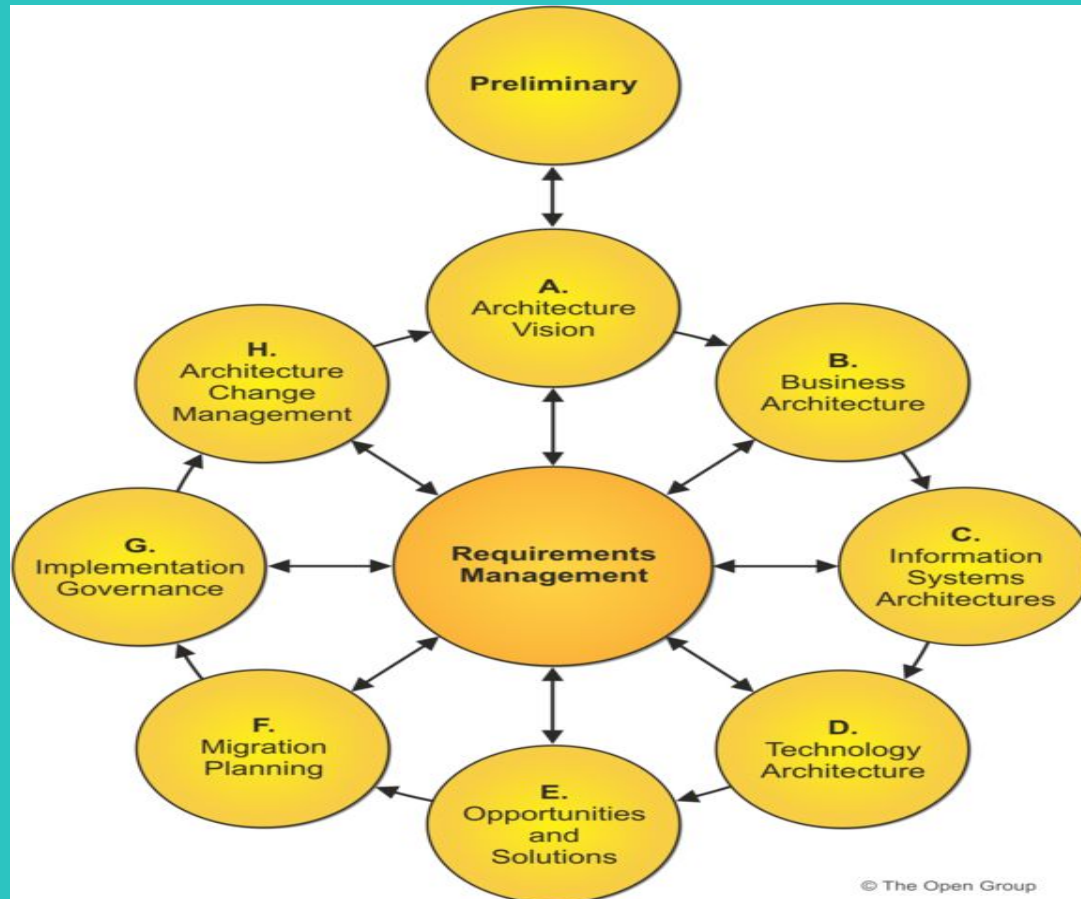 Preliminary
A.
Architecture
Vision
B.
Business
Architecture
C.
Information
Systems
Architectures
D.
Technology
Architecture
E.
Opportunities
and
Solutions
F.
Migration
Planning
G.
Implementation
Governance
H.
Architecture
Change
Management
Requirements
Management
© The Open Group